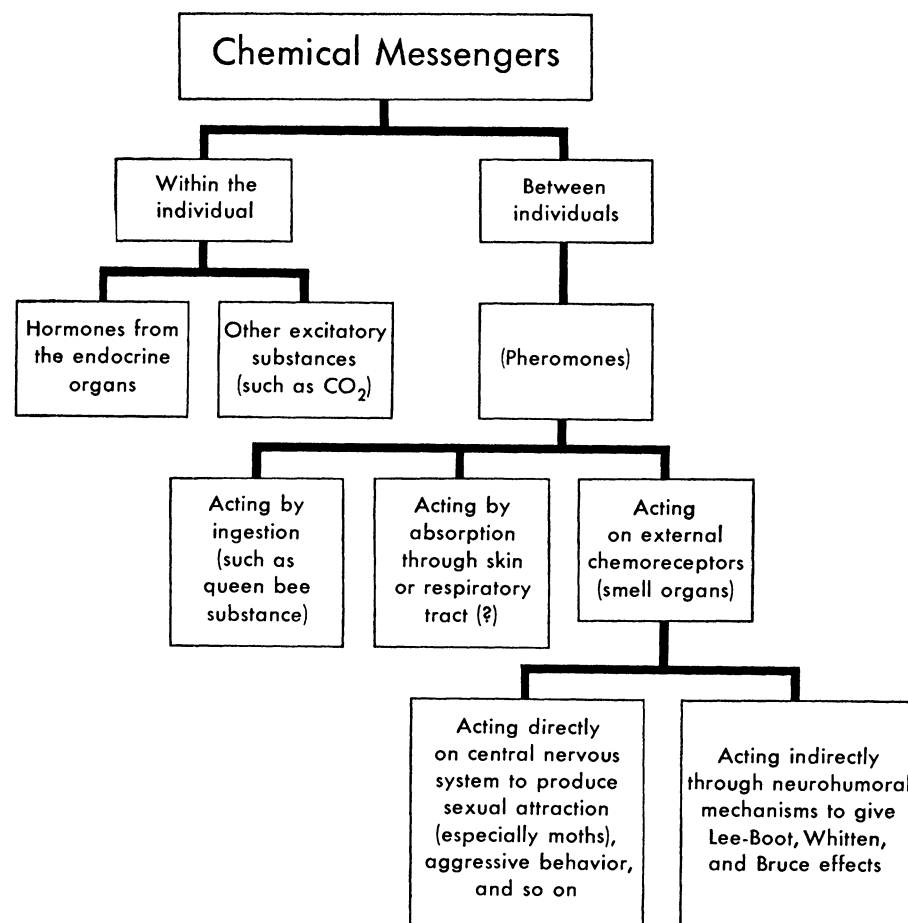 Chemical Messengers
Within the
individual
Between
individuals
Hormones from
the endocrine
organs
Other excitatory
substances
(such as CO₂)
(Pheromones)
Acting by
ingestion
(such as
queen bee
substance)
Acting by
absorption
through skin
or respiratory
tract (?)
Acting
on external
chemoreceptors
(smell organs)
Acting directly
on central nervous
system to produce
sexual attraction
(especially moths),
aggressive behavior,
and so on
Acting indirectly
through neurohumoral
mechanisms to give
Lee-Boot, Whitten,
and Bruce effects